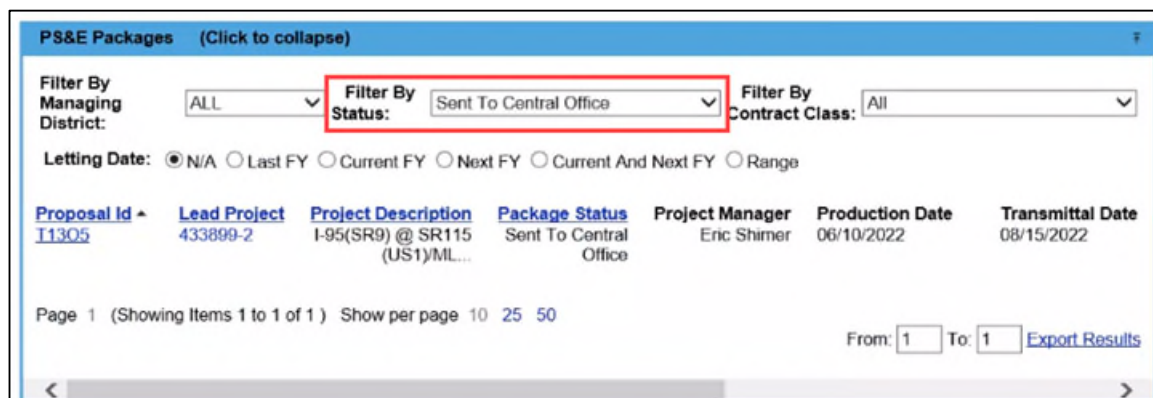 PS&E Packages (Click to collapse)
Filter By Managing District: ALL Filter By Status: Sent To Central Office Filter By Contract Class: All
Letting Date: N/A Last FY Current FY Next FY Current And Next FY Range
Proposal Id Lead Project Project Description Package Status Project Manager Production Date Transmittal Date
T13O5 433899-2 I-95(SR9) @ SR115 Sent To Central Eric Shimer 06/10/2022 08/15/2022
(US1)/ML... Office
Page 1 (Showing Items 1 to 1 of 1 ) Show per page 10 25 50
From: 1 To: 1 Export Results